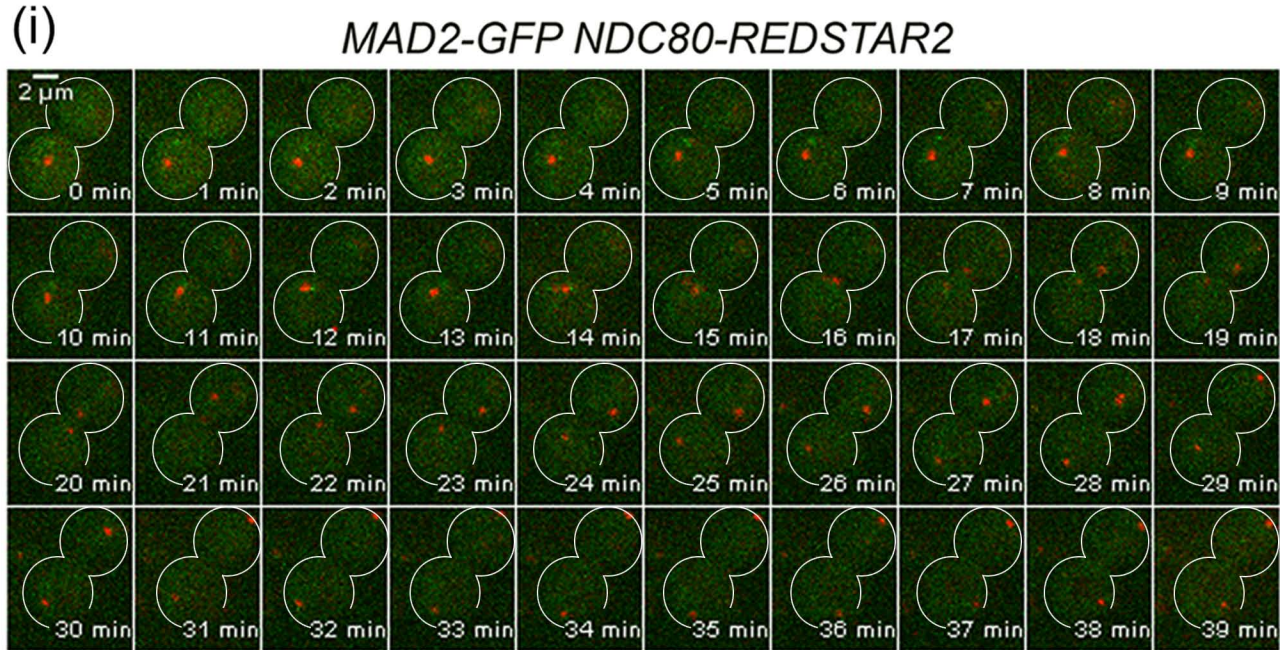 (i)
MAD2-GFP NDC80-REDSTAR2
2 µm
0 min 1 min 2 min 3 min 4 min 5 min 6 min 7 min 8 min 9 min
10 min 11 min 12 min 13 min 14 min 15 min 16 min 17 min 18 min 19 min
20 min 21 min 22 min 23 min 24 min 25 min 26 min 27 min 28 min 29 min
30 min 31 min 32 min 33 min 34 min 35 min 36 min 37 min 38 min 39 min